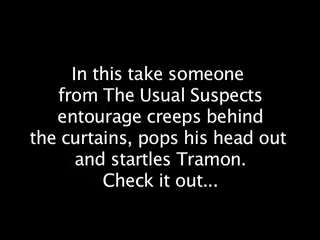 In this take someone
from The Usual Suspects
entourage creeps behind
the curtains, pops his head out
and startles Tramon.
Check it out...